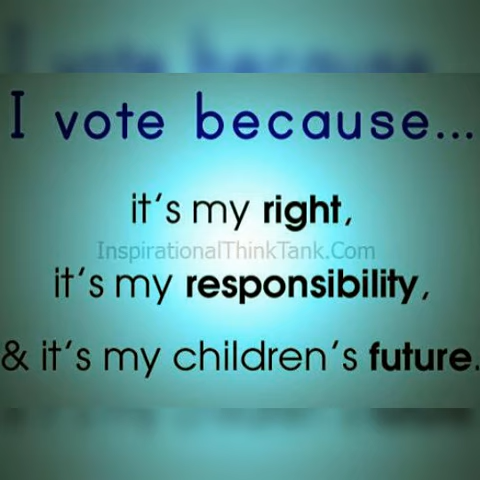 I vote because...
it's my right,
InspirationalThinkTank.Com
it's my responsibility,
& it's my children's future.